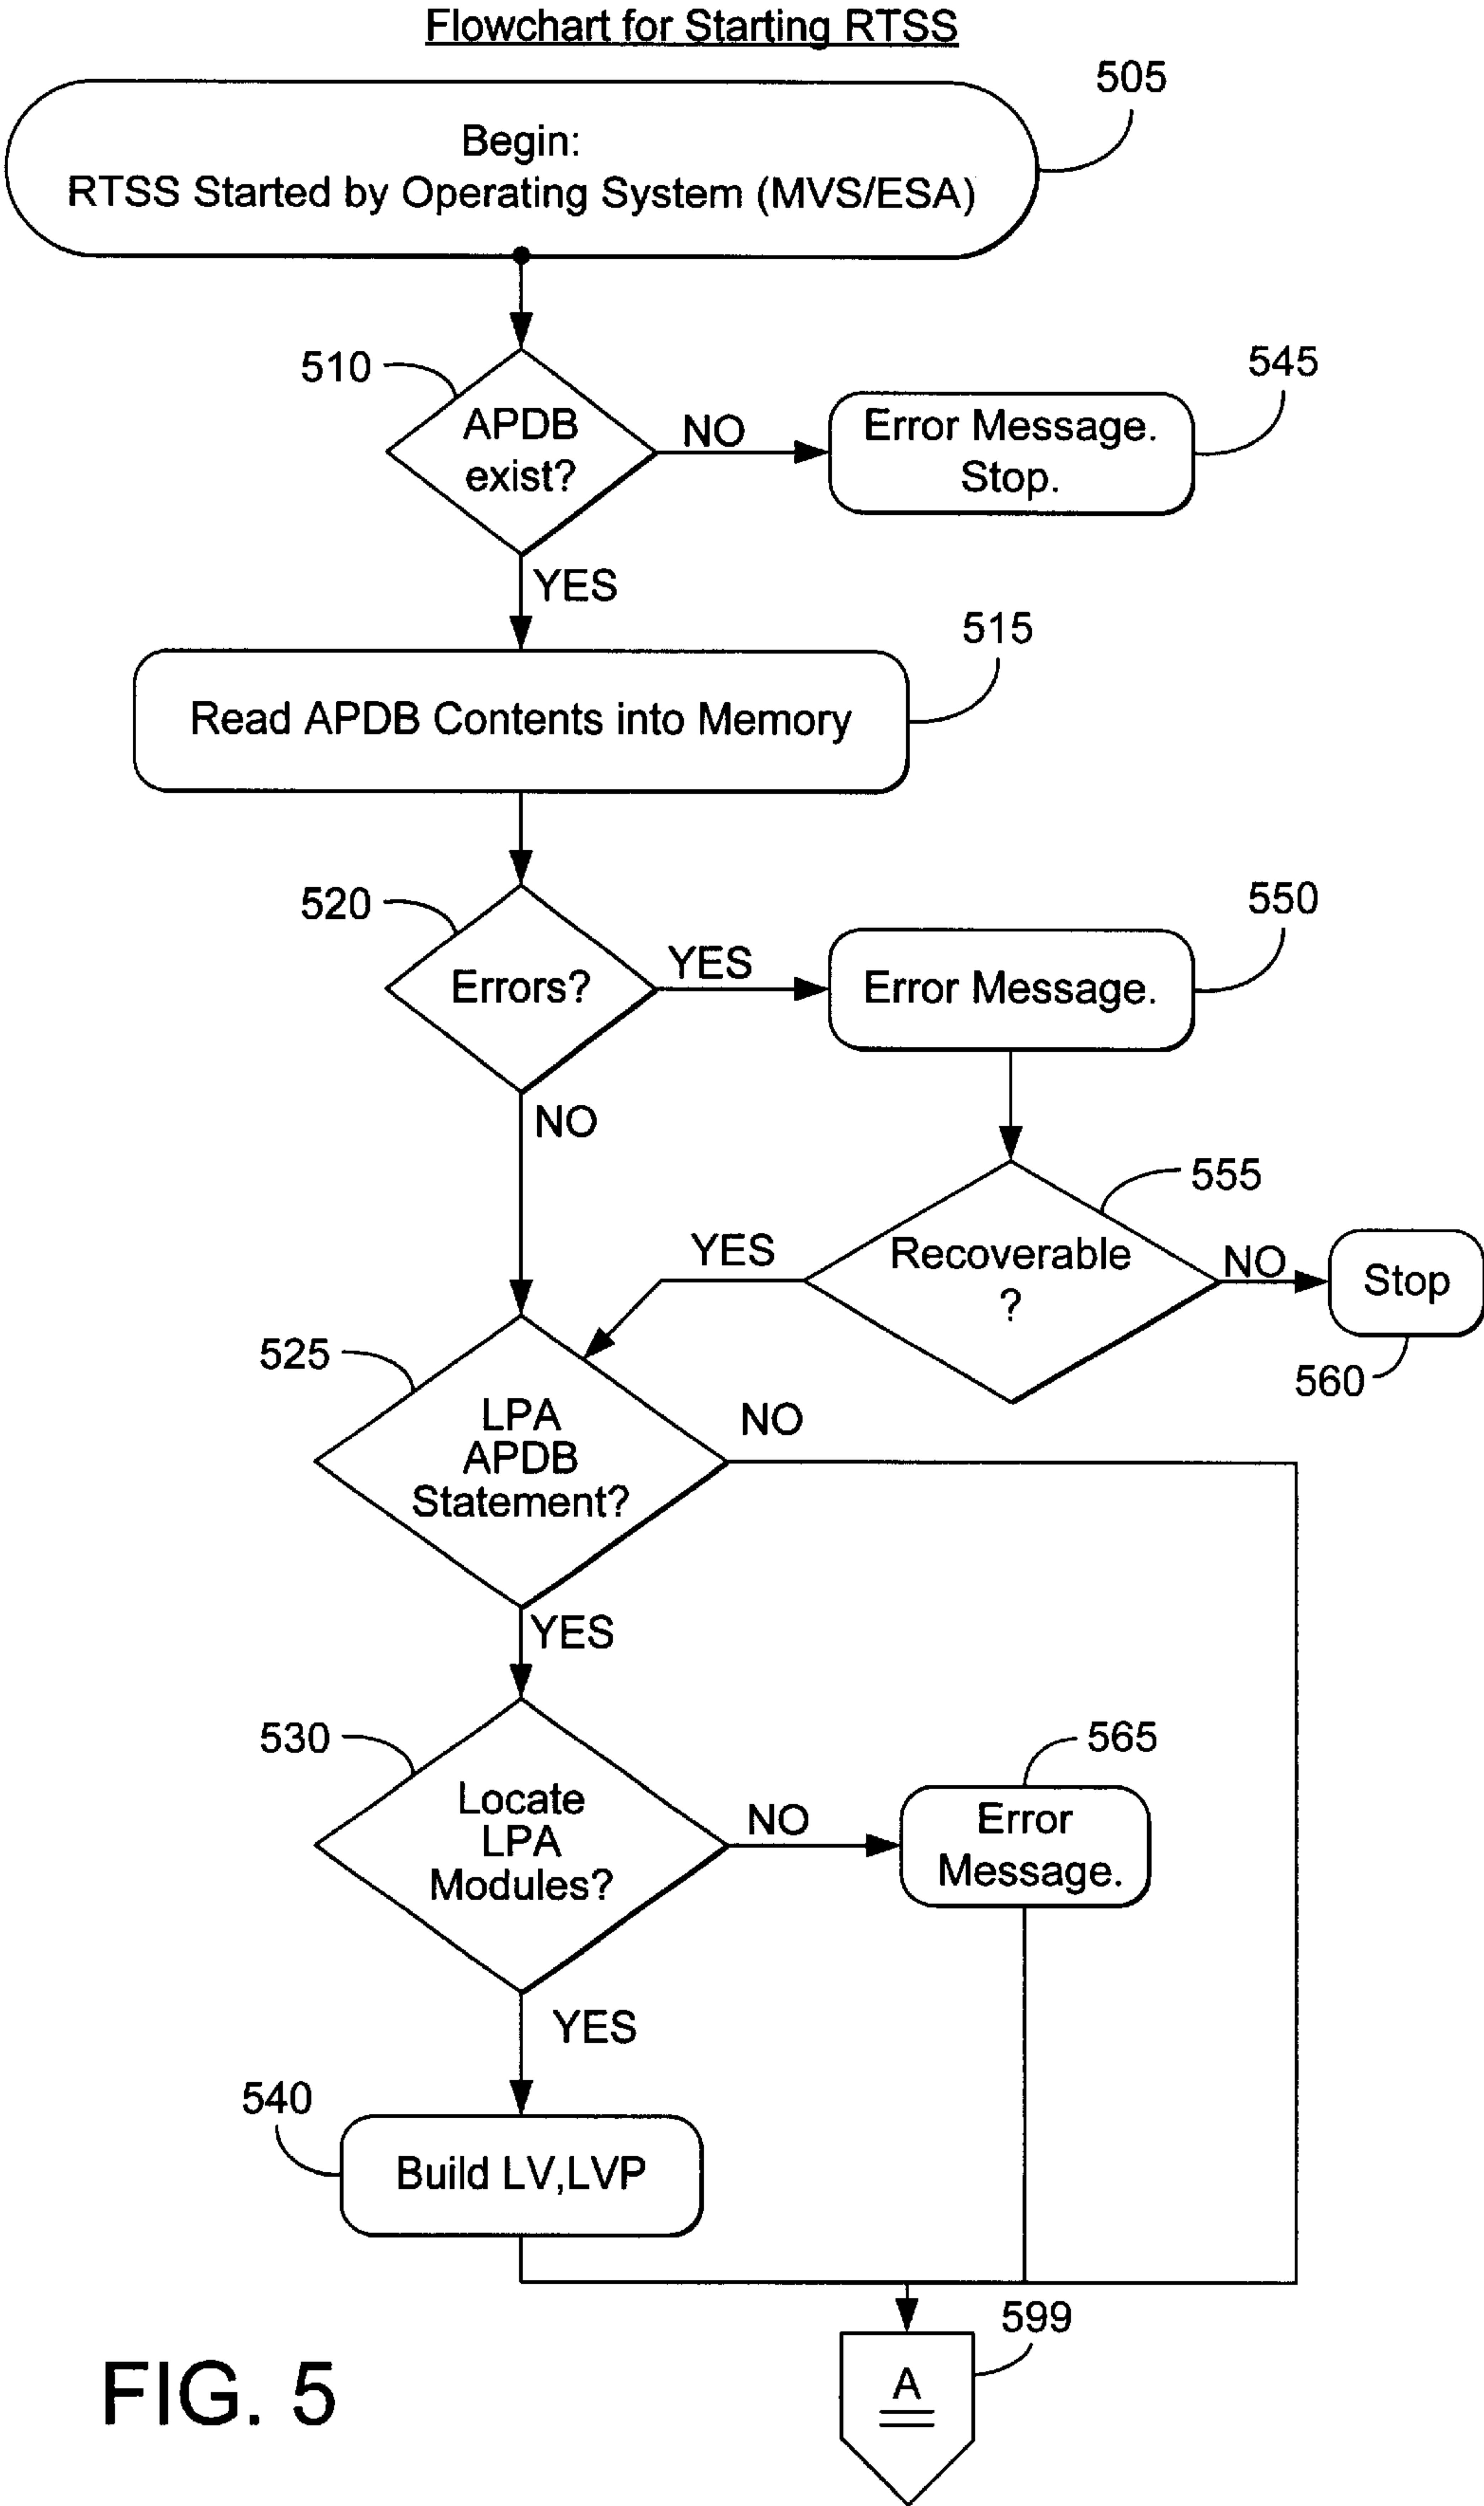 Flowchart for Starting RTSS
505
Begin:
RTSS Started by Operating System (MVS/ESA)
510
APDB
exist?
NO
545
Error Message.
Stop.
YES
515
Read APDB Contents into Memory
520
Errors?
YES
550
Error Message.
NO
555
Recoverable
?
YES
NO
Stop
560
525
LPA
APDB
Statement?
NO
YES
530
Locate
LPA
Modules?
NO
565
Error
Message.
YES
540
Build LV,LVP
599
A
FIG. 5